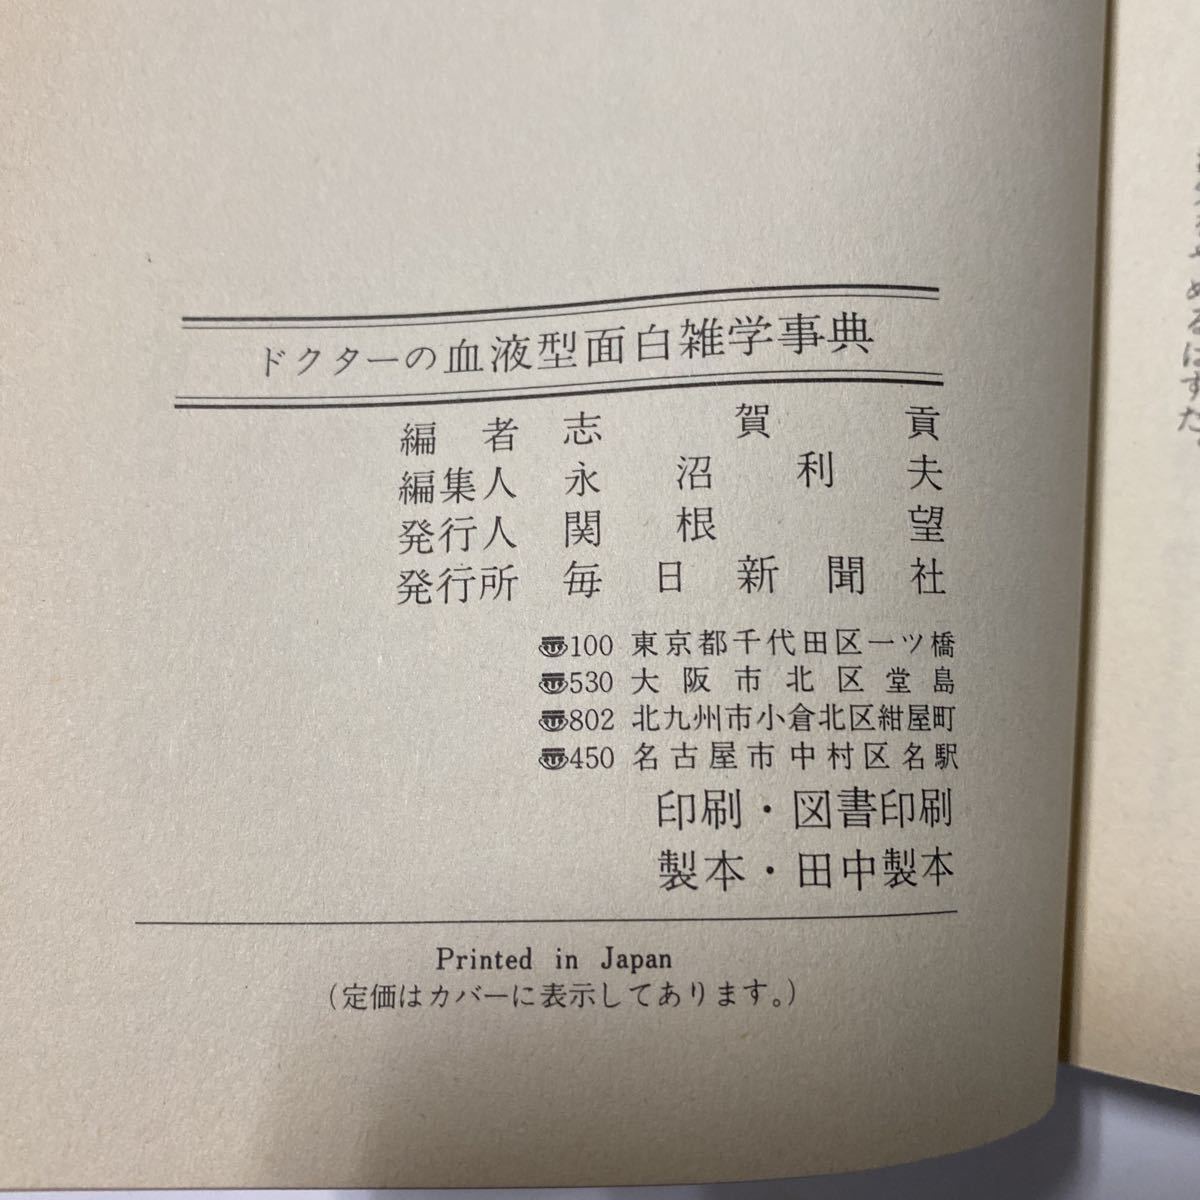 ドクターの血液型面白雑学事典
編者 志賀貢
編集人 永沼利夫
発行人 関根望
発行所 毎日新聞社
〠100 東京都千代田区一ツ橋
〠530 大阪市北区堂島
〠802 北九州市小倉北区紺屋町
〠450 名古屋市中村区名駅
印刷・図書印刷
製本・田中製本
Printed in Japan
（定価はカバーに表示してあります。）